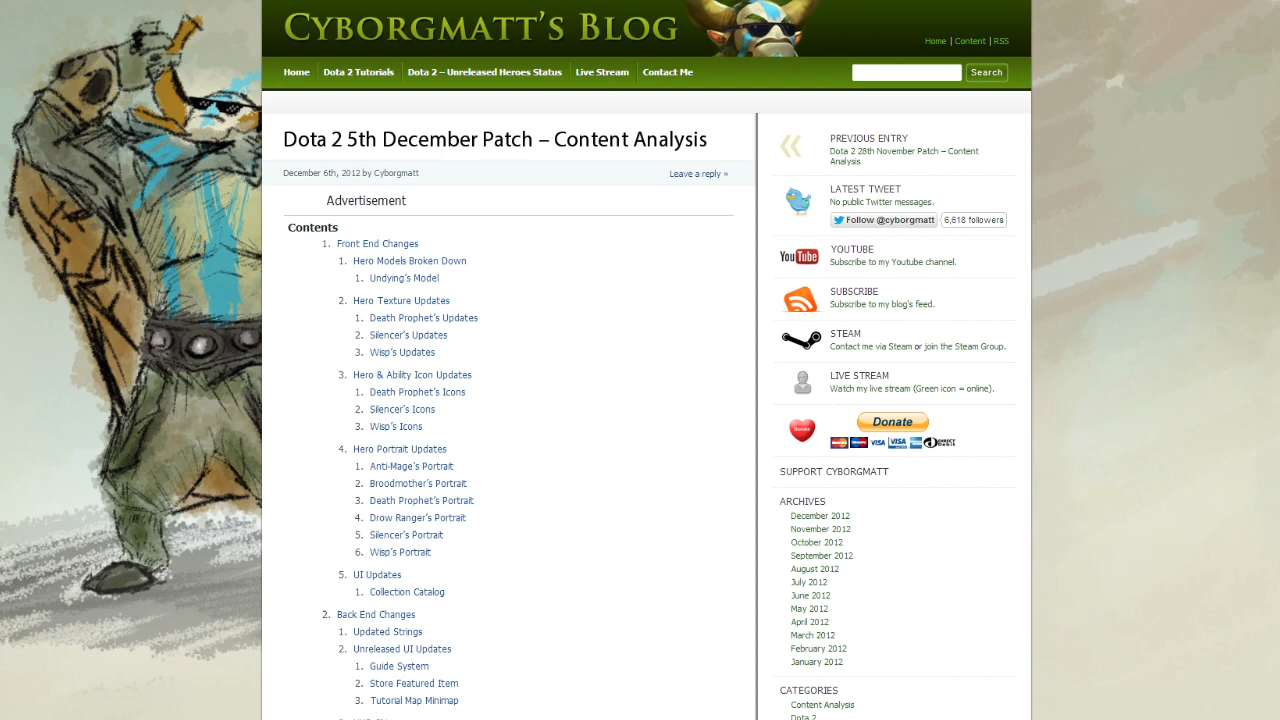 Cyborgmatt's Blog
Home | Content | RSS
Home
Dota 2 Tutorials
Dota 2 – Unreleased Heroes Status
Live Stream
Contact Me
Search
Dota 2 5th December Patch – Content Analysis
December 6th, 2012 by Cyborgmatt
Leave a reply »
Advertisement
Contents
1. Front End Changes
1. Hero Models Broken Down
1. Undying's Model
2. Hero Texture Updates
1. Death Prophet's Updates
2. Silencer's Updates
3. Wisp's Updates
3. Hero & Ability Icon Updates
1. Death Prophet's Icons
2. Silencer's Icons
3. Wisp's Icons
4. Hero Portrait Updates
1. Anti-Mage's Portrait
2. Broodmother's Portrait
3. Death Prophet's Portrait
4. Drow Ranger's Portrait
5. Silencer's Portrait
6. Wisp's Portrait
5. UI Updates
1. Collection Catalog
2. Back End Changes
1. Updated Strings
2. Unreleased UI Updates
1. Guide System
2. Store Featured Item
3. Tutorial Map Minimap
PREVIOUS ENTRY
Dota 2 28th November Patch – Content
Analysis
LATEST TWEET
No public Twitter messages.
Follow @cyborgmatt
6,618 followers
YouTube
YOUTUBE
Subscribe to my Youtube channel.
SUBSCRIBE
Subscribe to my blog's feed.
STEAM
Contact me via Steam or join the Steam Group.
LIVE STREAM
Watch my live stream (Green icon = online).
Donate
Donate
VISA
VISA
DIRECT
Debit
SUPPORT CYBORGMATT
ARCHIVES
December 2012
November 2012
October 2012
September 2012
August 2012
July 2012
June 2012
May 2012
April 2012
March 2012
February 2012
January 2012
CATEGORIES
Content Analysis
Dota 2